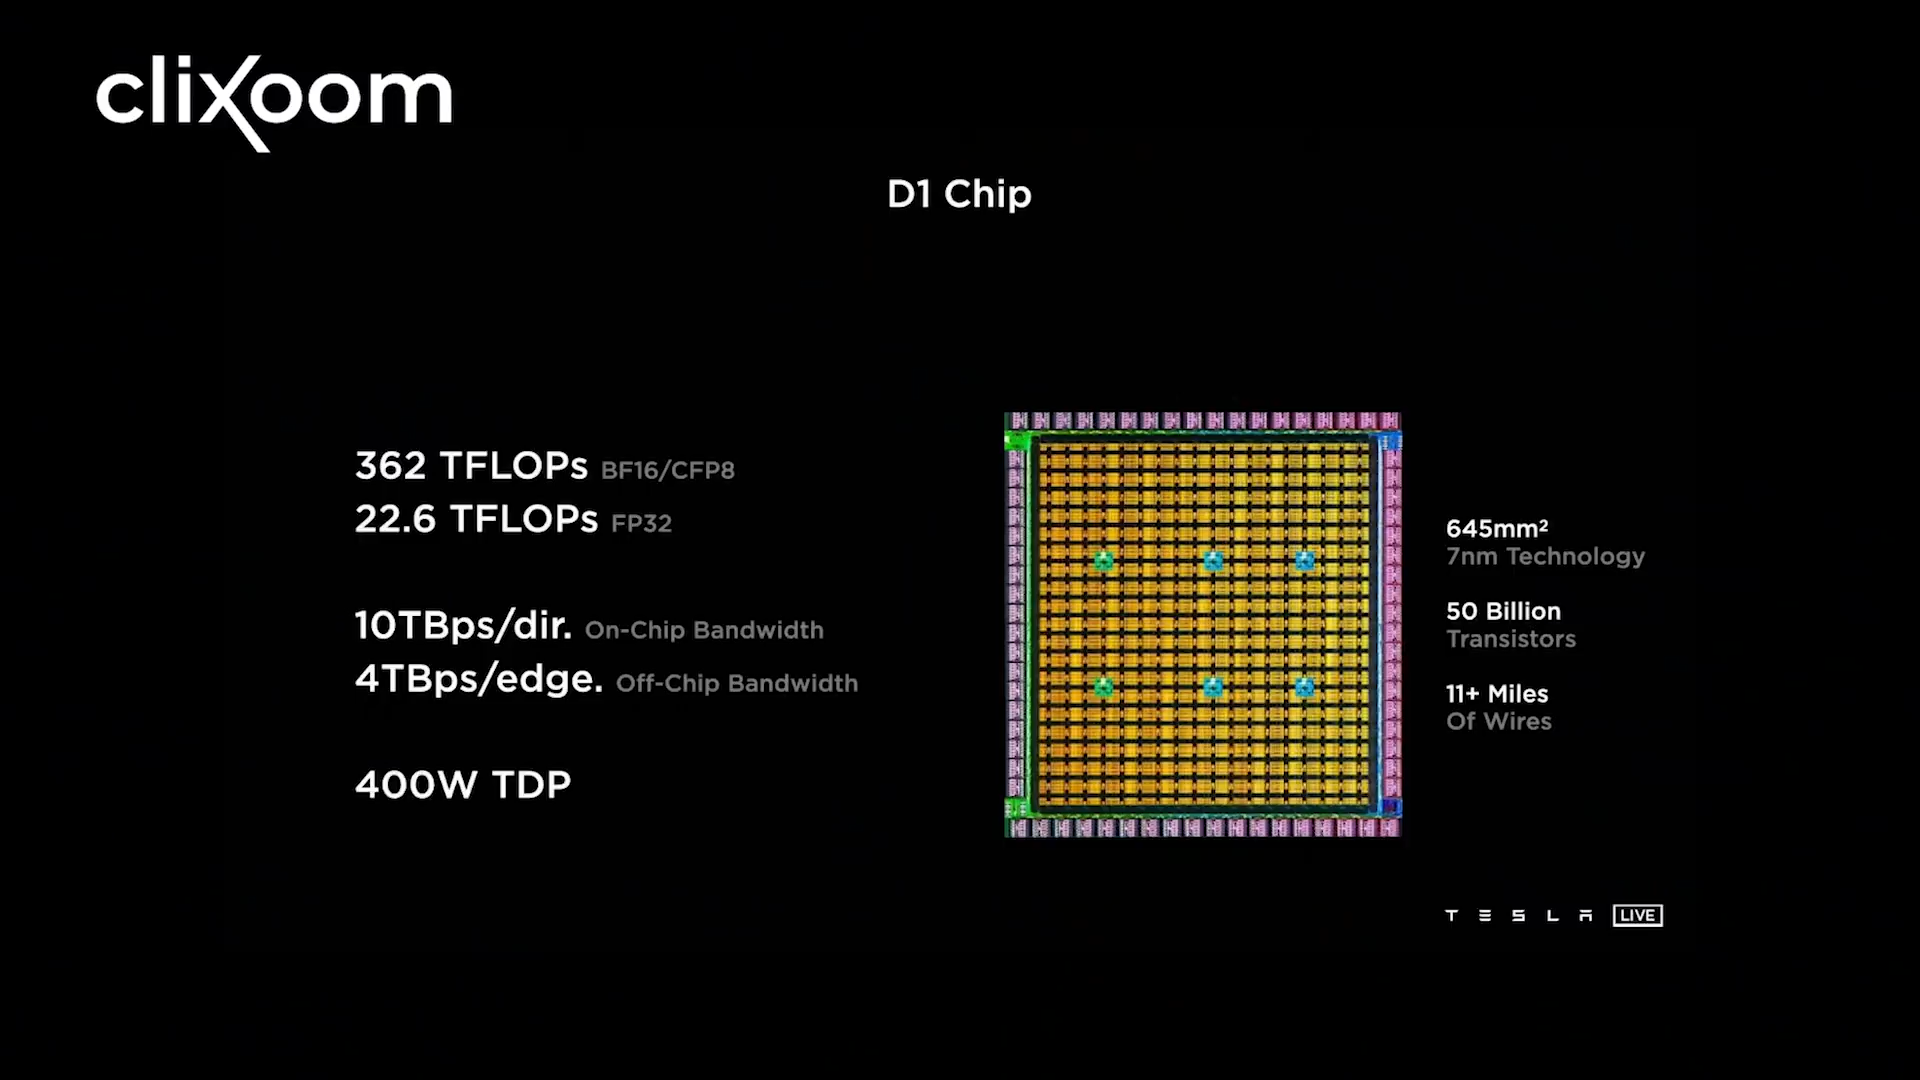 clixoom
D1 Chip
362 TFLOPs BF16/CFP8
22.6 TFLOPs FP32
10TBps/dir. On-Chip Bandwidth
4TBps/edge. Off-Chip Bandwidth
400W TDP
645mm²
7nm Technology
50 Billion
Transistors
11+ Miles
Of Wires
TESLA LIVE